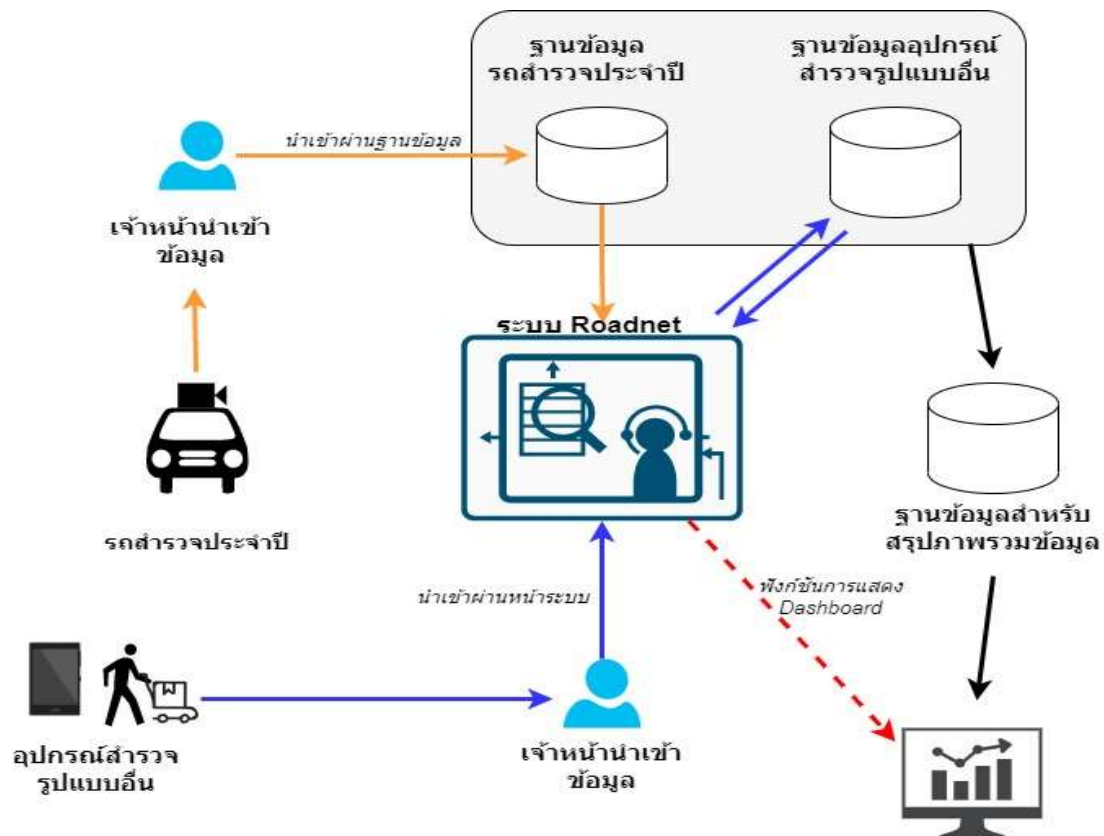 ฐานข้อมูล
รถสำรวจประจำปี
ฐานข้อมูลอุปกรณ์
สำรวจรูปแบบอื่น
นำเข้าผ่านฐานข้อมูล
เจ้าหน้านำเข้า
ข้อมูล
ระบบ Roadnet
รถสำรวจประจำปี
ฐานข้อมูลสำหรับ
สรุปภาพรวมข้อมูล
นำเข้าผ่านหน้าระบบ
ฟังก์ชันการแสดง
Dashboard
อุปกรณ์สำรวจ
รูปแบบอื่น
เจ้าหน้านำเข้า
ข้อมูล